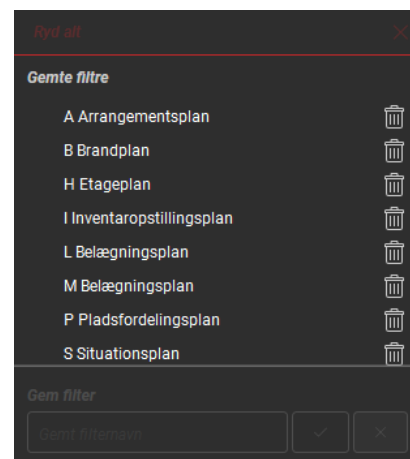 Ryd alt
Gemte filtre
A Arrangementsplan
B Brandplan
H Etageplan
I Inventaropstillingsplan
L Belægningsplan
M Belægningsplan
P Pladsfordelingsplan
S Situationsplan
Gem filter
Gemt filternavn